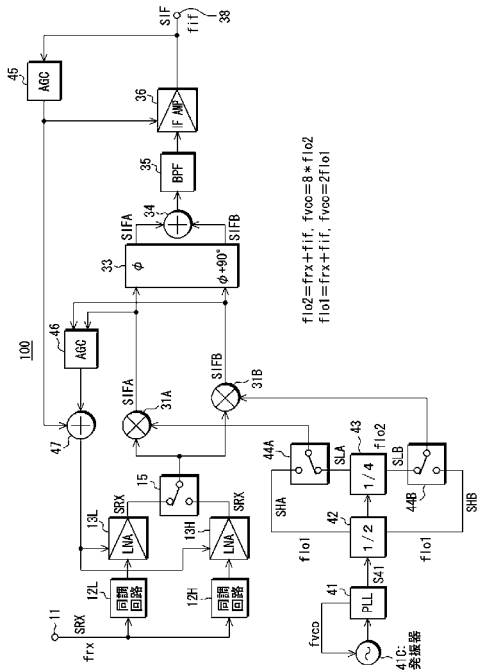 100
11
SRX
frx
12L
同調
回路
12H
同調
回路
13L
LNA
SRX
13H
LNA
SRX
15
47
46
AGC
45
AGC
31A
SIFA
31B
SIFB
33
φ
φ+90°
SIFA
34
SIFB
35
BPF
36
IF AMP
SIF
fif
38
41C:
発振器
fvco
41
PLL
S41
42
1/2
flo1
flo1
SHA
SHB
43
1/4
flo2
SLA
SLB
44A
44B
flo2=frx+fif, fvco=8*flo2
flo1=frx+fif, fvco=2flo1